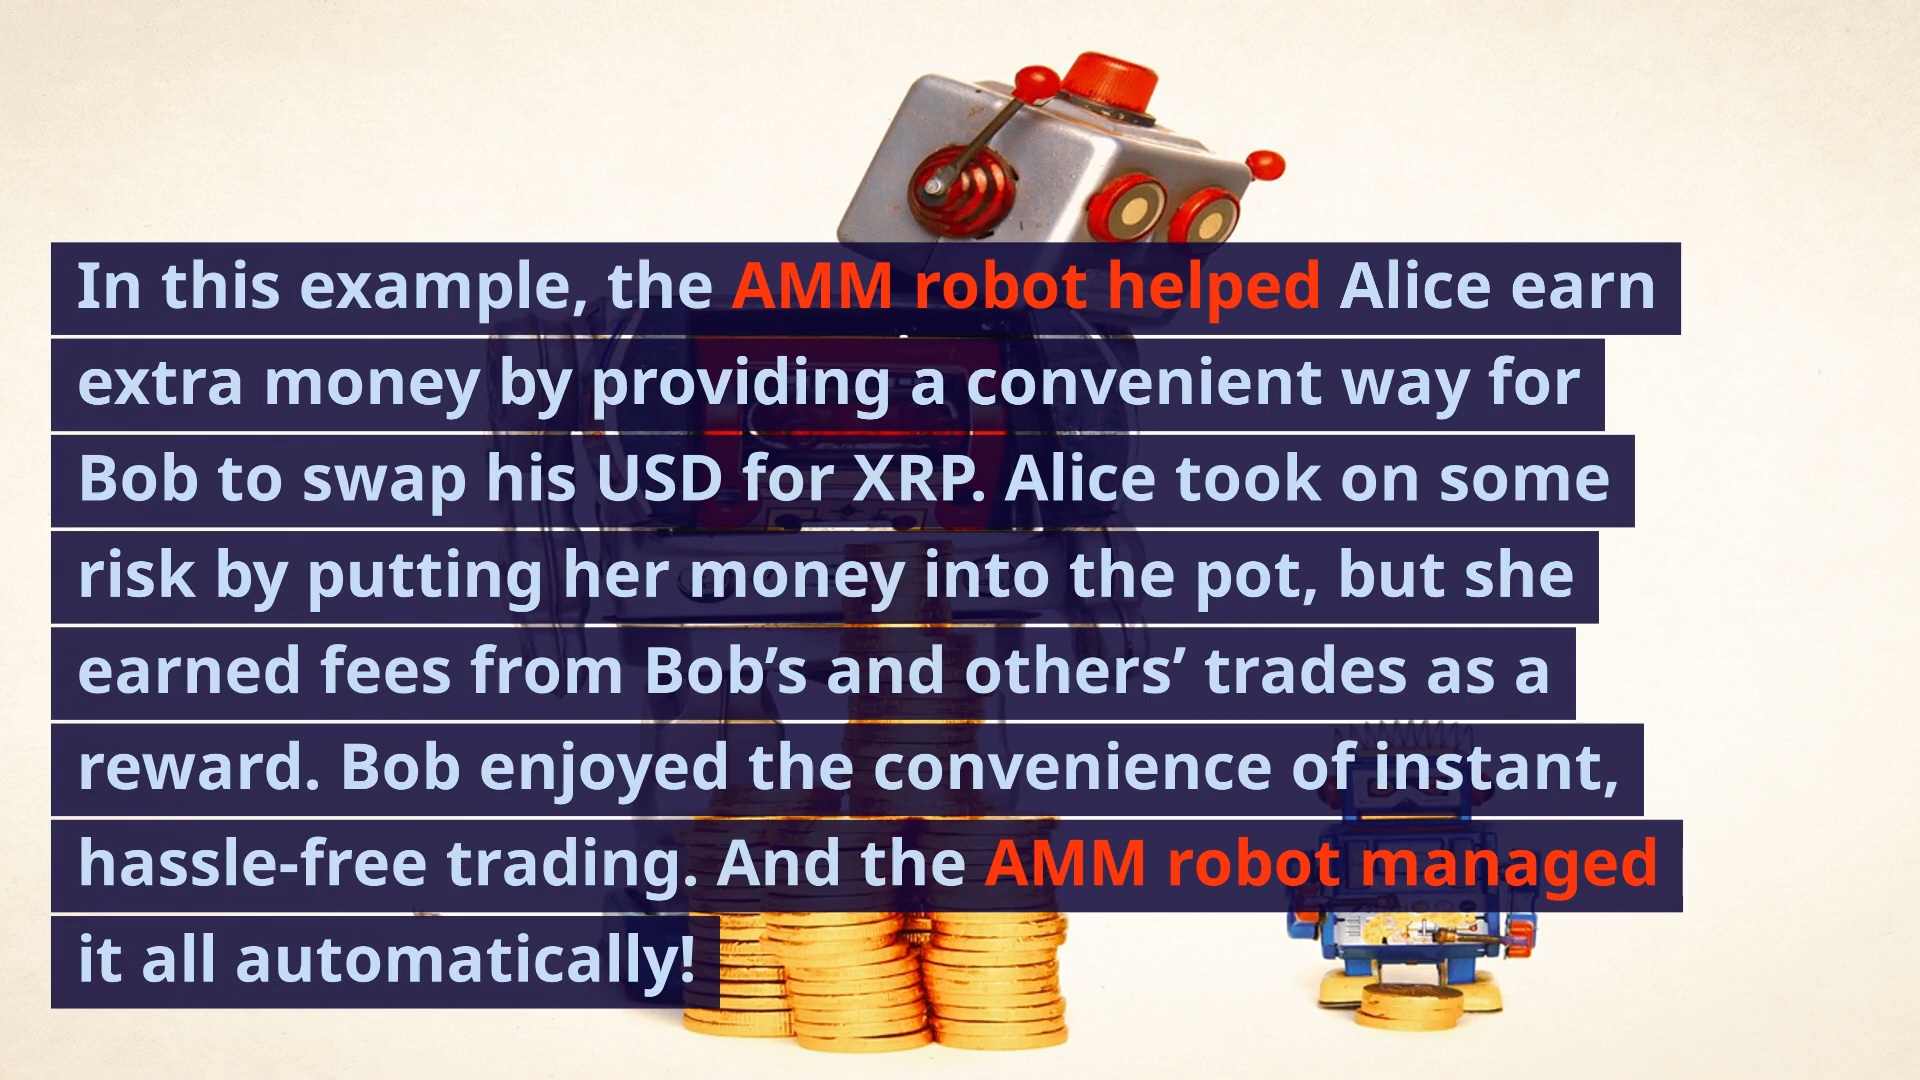 In this example, the AMM robot helped Alice earn
extra money by providing a convenient way for
Bob to swap his USD for XRP. Alice took on some
risk by putting her money into the pot, but she
earned fees from Bob’s and others’ trades as a
reward. Bob enjoyed the convenience of instant,
hassle-free trading. And the AMM robot managed
it all automatically!